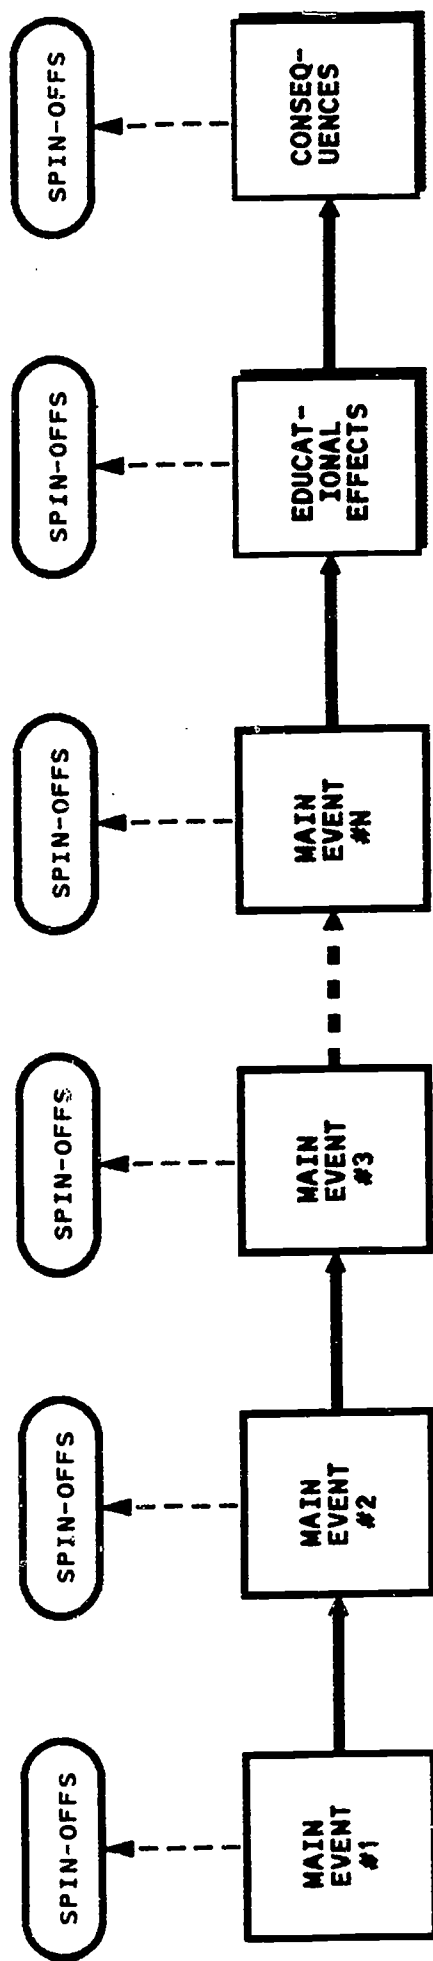 SPIN-OFFS
SPIN-OFFS
SPIN-OFFS
SPIN-OFFS
SPIN-OFFS
SPIN-OFFS
MAIN
EVENT
#1
MAIN
EVENT
#2
MAIN
EVENT
#3
MAIN
EVENT
#N
EDUCAT-
IONAL
EFFECTS
CONSEQ-
UENCES